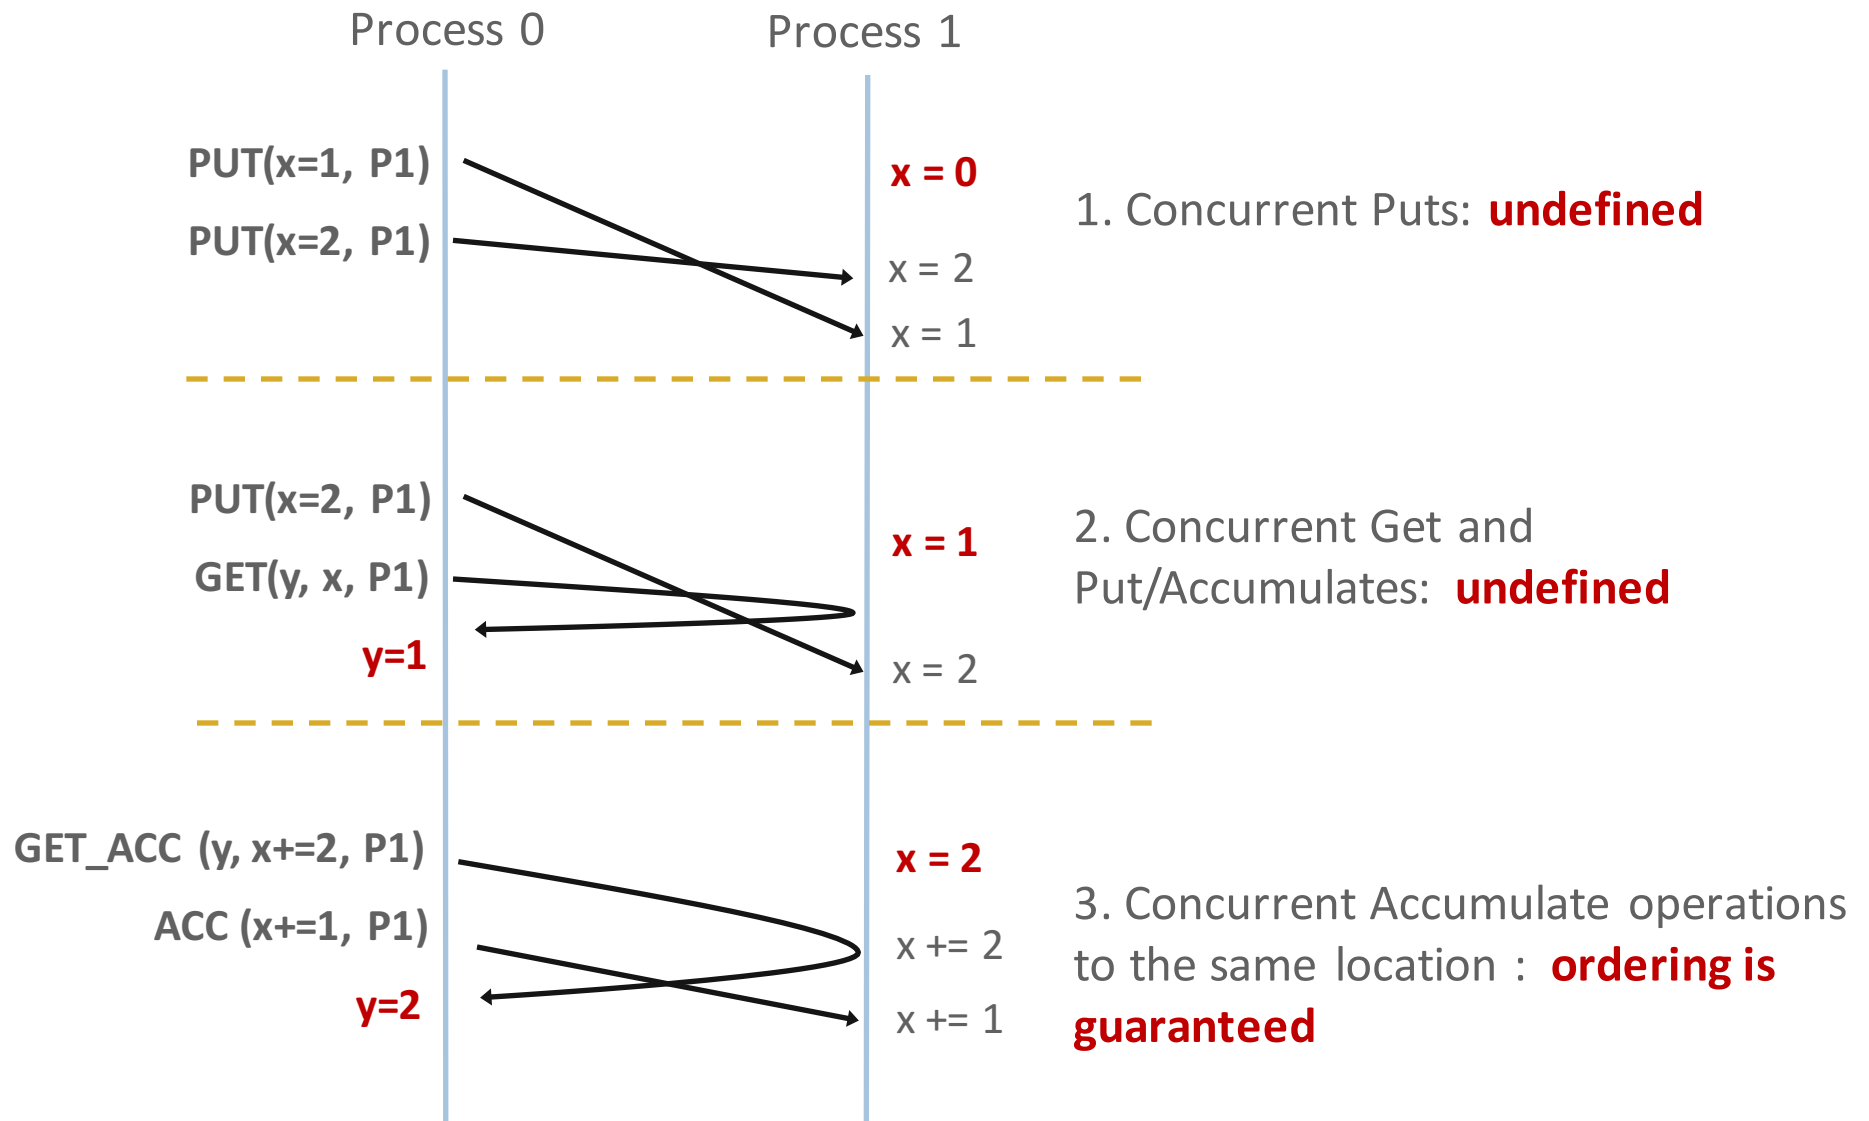 Process 0
Process 1
PUT(x=1, P1)
x = 0
1. Concurrent Puts: undefined
PUT(x=2, P1)
x = 2
x = 1
PUT(x=2, P1)
x = 1
2. Concurrent Get and
GET(y, x, P1)
Put/Accumulates: undefined
y=1
x = 2
GET_ACC (y, x+=2, P1)
x = 2
3. Concurrent Accumulate operations
ACC (x+=1, P1)
x += 2
to the same location : ordering is
y=2
x += 1
guaranteed